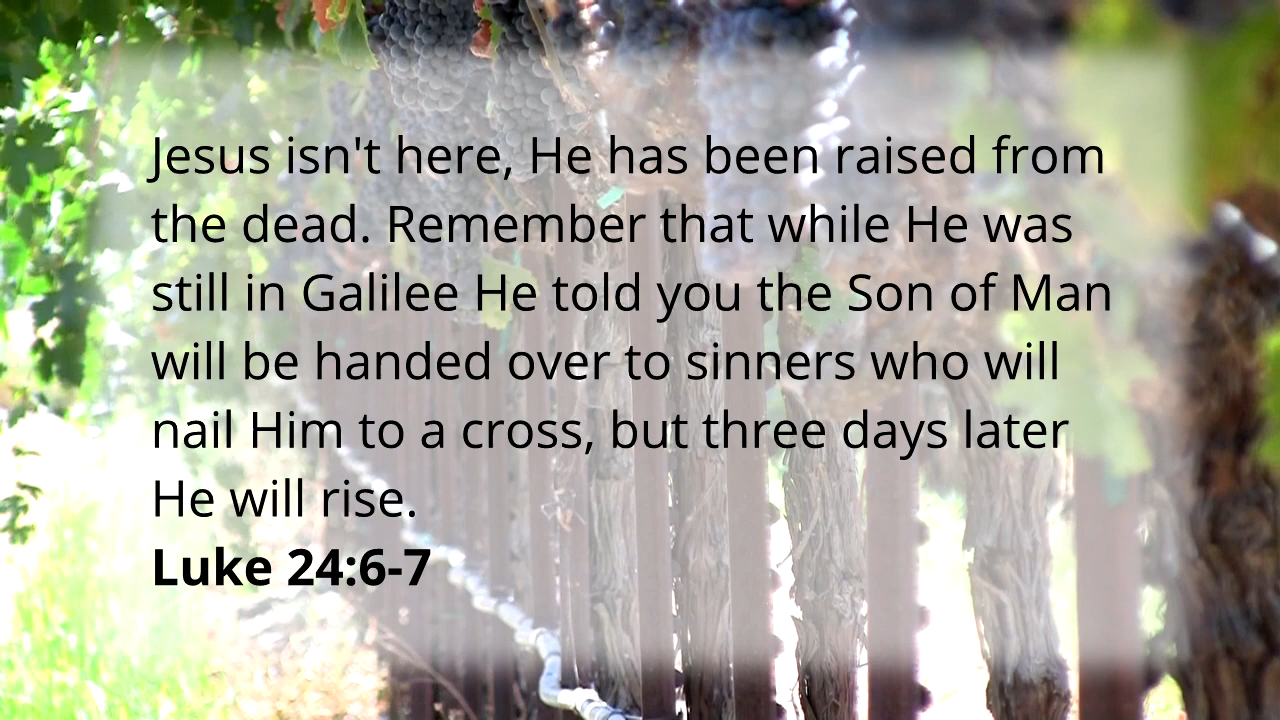 Jesus isn't here, He has been raised from
the dead. Remember that while He was
still in Galilee He told you the Son of Man
will be handed over to sinners who will
nail Him to a cross, but three days later
He will rise.
Luke 24:6-7